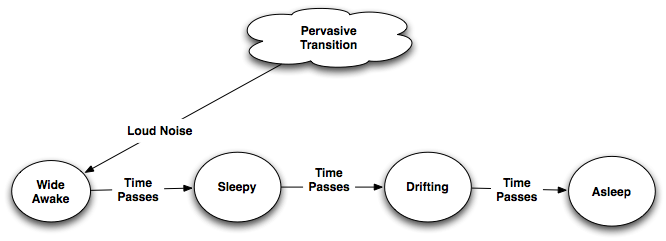 Pervasive
Transition
Loud Noise
Wide
Awake
Time
Passes
Sleepy
Time
Passes
Drifting
Time
Passes
Asleep